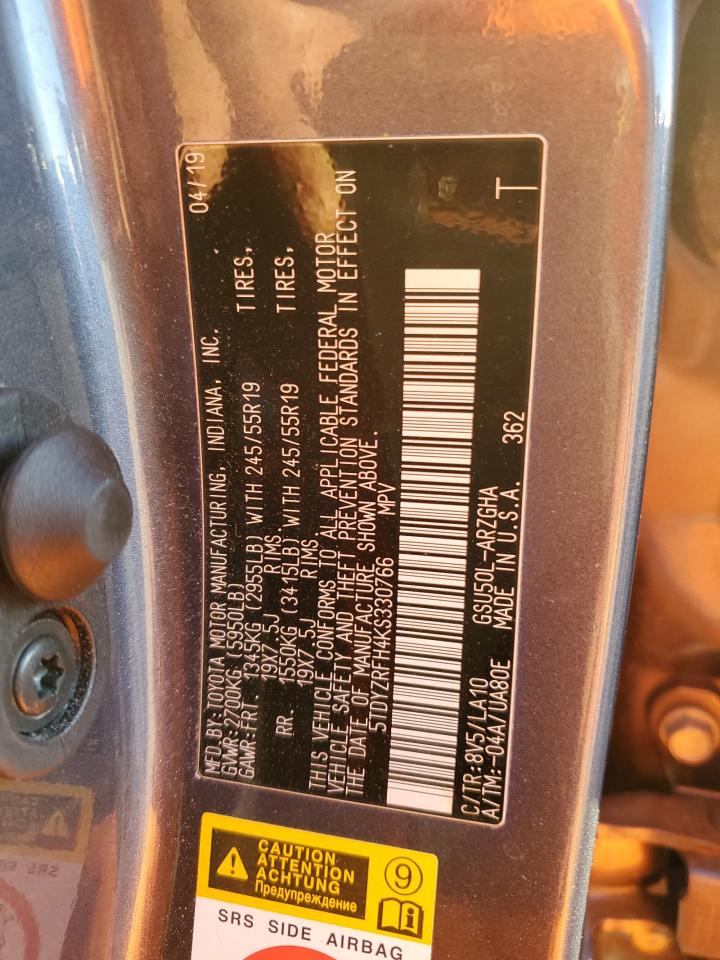 MFD.BY:TOYOTA MOTOR MANUFACTURING, INDIANA, INC. 04/19
GVWR:2700KG (5950LB)
GAWR:FRT. 1345KG (2955LB) WITH 245/55R19 TIRES,
19X7.5J RIMS,
RR. 1550KG (3415LB) WITH 245/55R19 TIRES,
19X7.5J RIMS
THIS VEHICLE CONFORMS TO ALL APPLICABLE FEDERAL MOTOR
VEHICLE SAFETY AND THEFT PREVENTION STANDARDS IN EFFECT ON
THE DATE OF MANUFACTURE SHOWN ABOVE.
5TDYZRFH4KS330766 MPV
C/TR:8V5/LA10 GSU50L-ARZGHA
A/TM:-04A/UA80E MADE IN U.S.A. 362
T
CAUTION
ATTENTION
ACHTUNG
Предупреждение
9
i
SRS SIDE AIRBAG